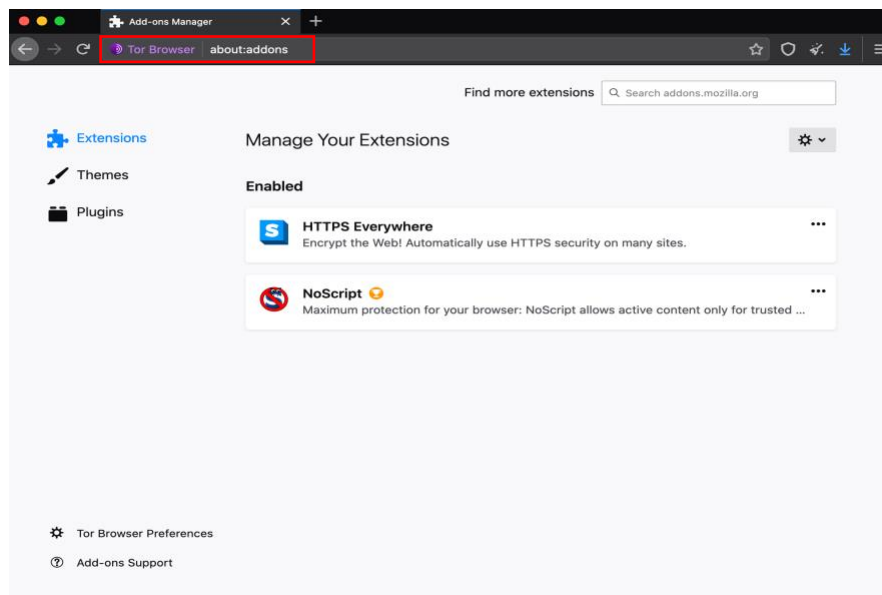 Add-ons Manager
Tor Browser about:addons
Find more extensions Search addons.mozilla.org
Extensions
Themes
Plugins
Manage Your Extensions
Enabled
HTTPS Everywhere
Encrypt the Web! Automatically use HTTPS security on many sites.
NoScript
Maximum protection for your browser: NoScript allows active content only for trusted ...
Tor Browser Preferences
Add-ons Support